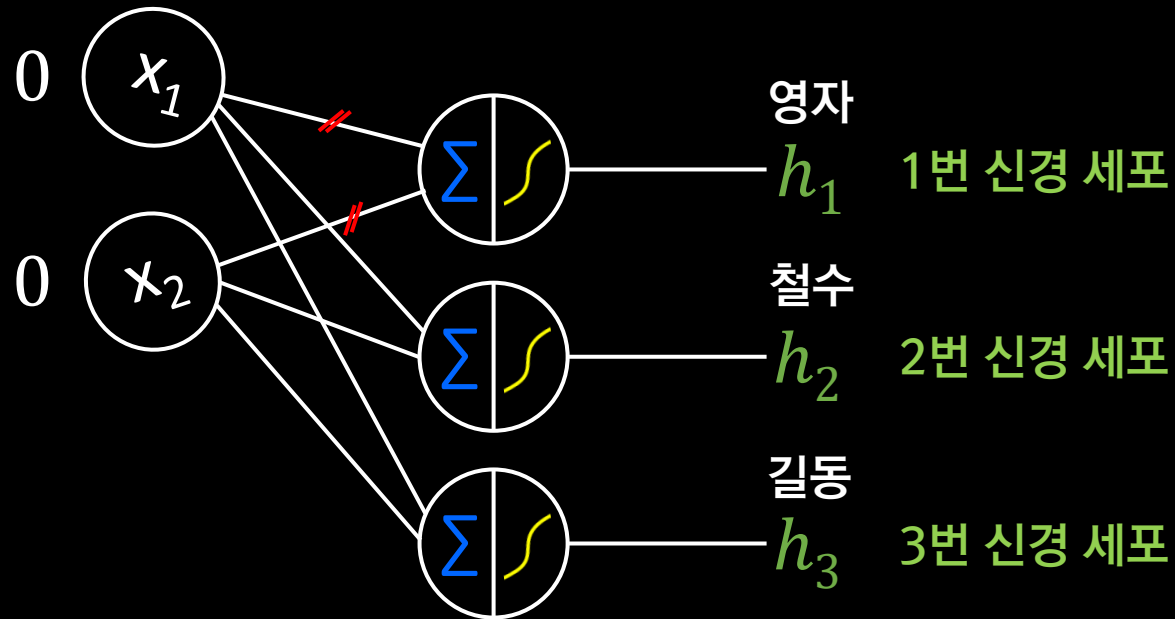 0 x₁
영자
Σ h₁ 1번 신경 세포
0 x₂
철수
Σ h₂ 2번 신경 세포
길동
Σ h₃ 3번 신경 세포